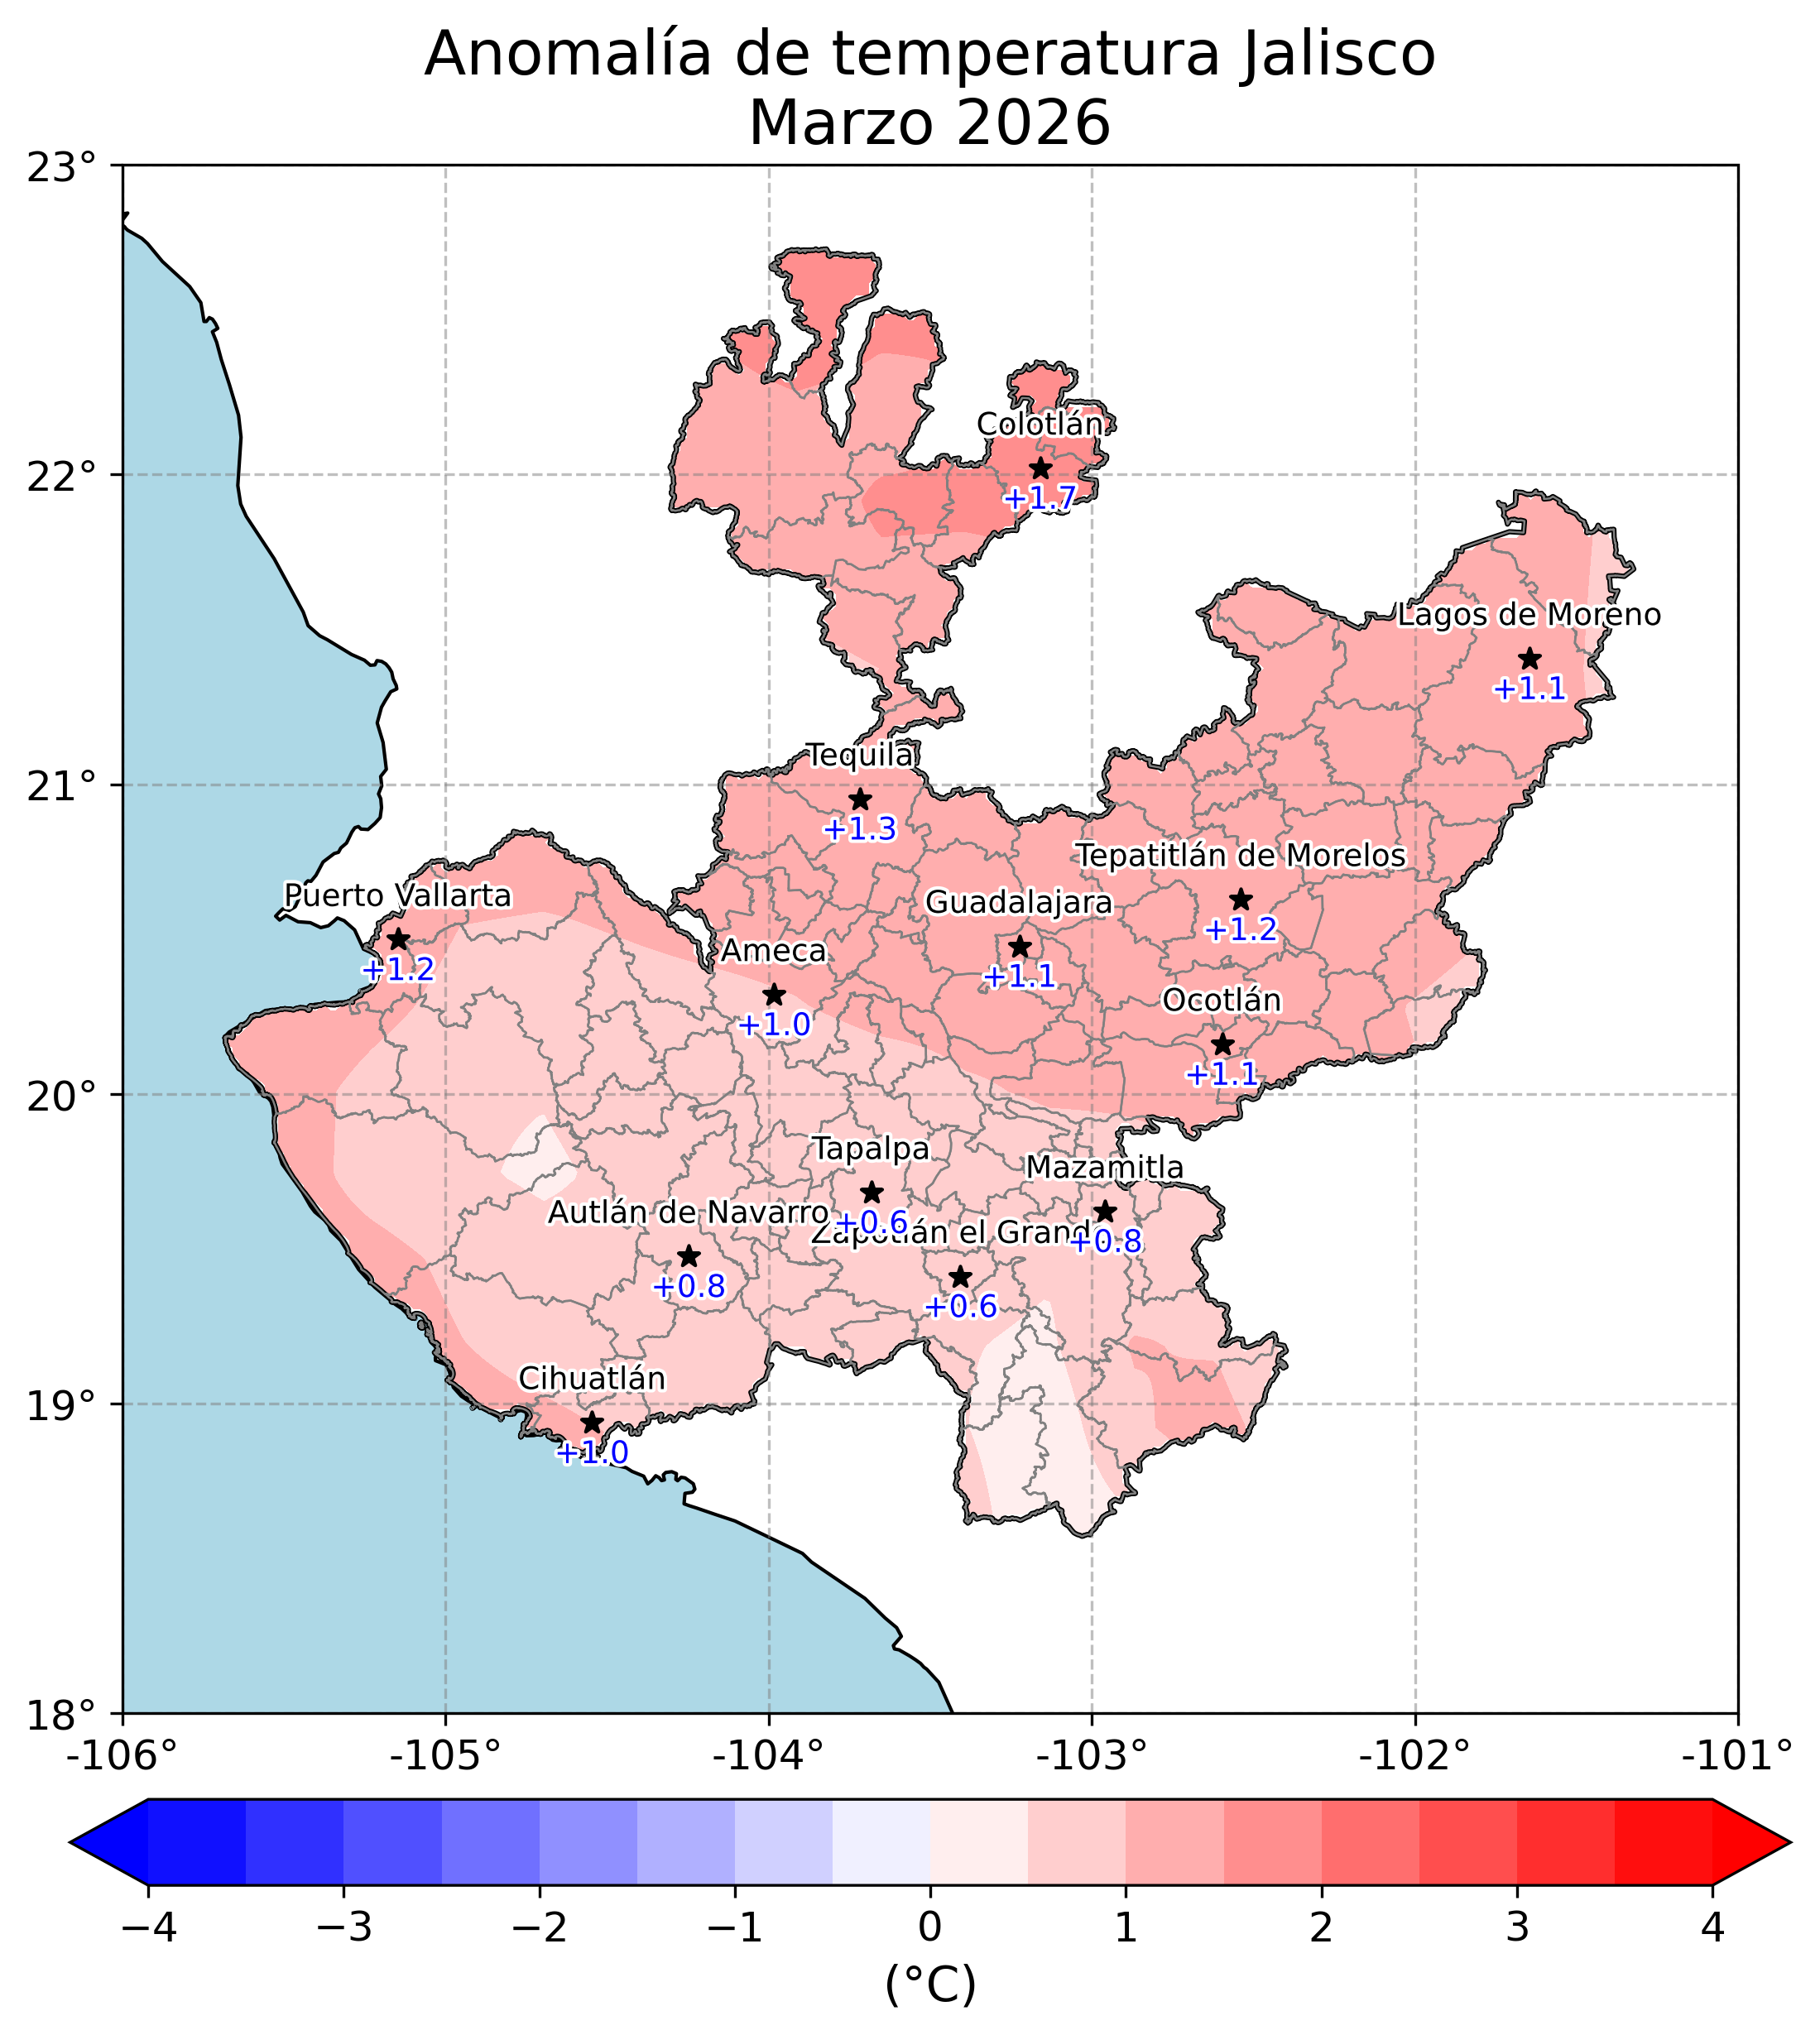 Anomalía de temperatura Jalisco
Marzo 2026
23°
22°
21°
20°
19°
18°
Colotlán
+1.7
Lagos de Moreno
+1.1
Tequila
+1.3
Tepatitlán de Morelos
+1.2
Puerto Vallarta
+1.2
Guadalajara
+1.1
Ameca
+1.0
Ocotlán
+1.1
Tapalpa
+0.6
Mazamitla
+0.8
Autlán de Navarro
+0.8
Zapotlán el Grande
+0.6
Cihuatlán
+1.0
-106° -105° -104° -103° -102° -101°
−4 −3 −2 −1 0 1 2 3 4
(°C)